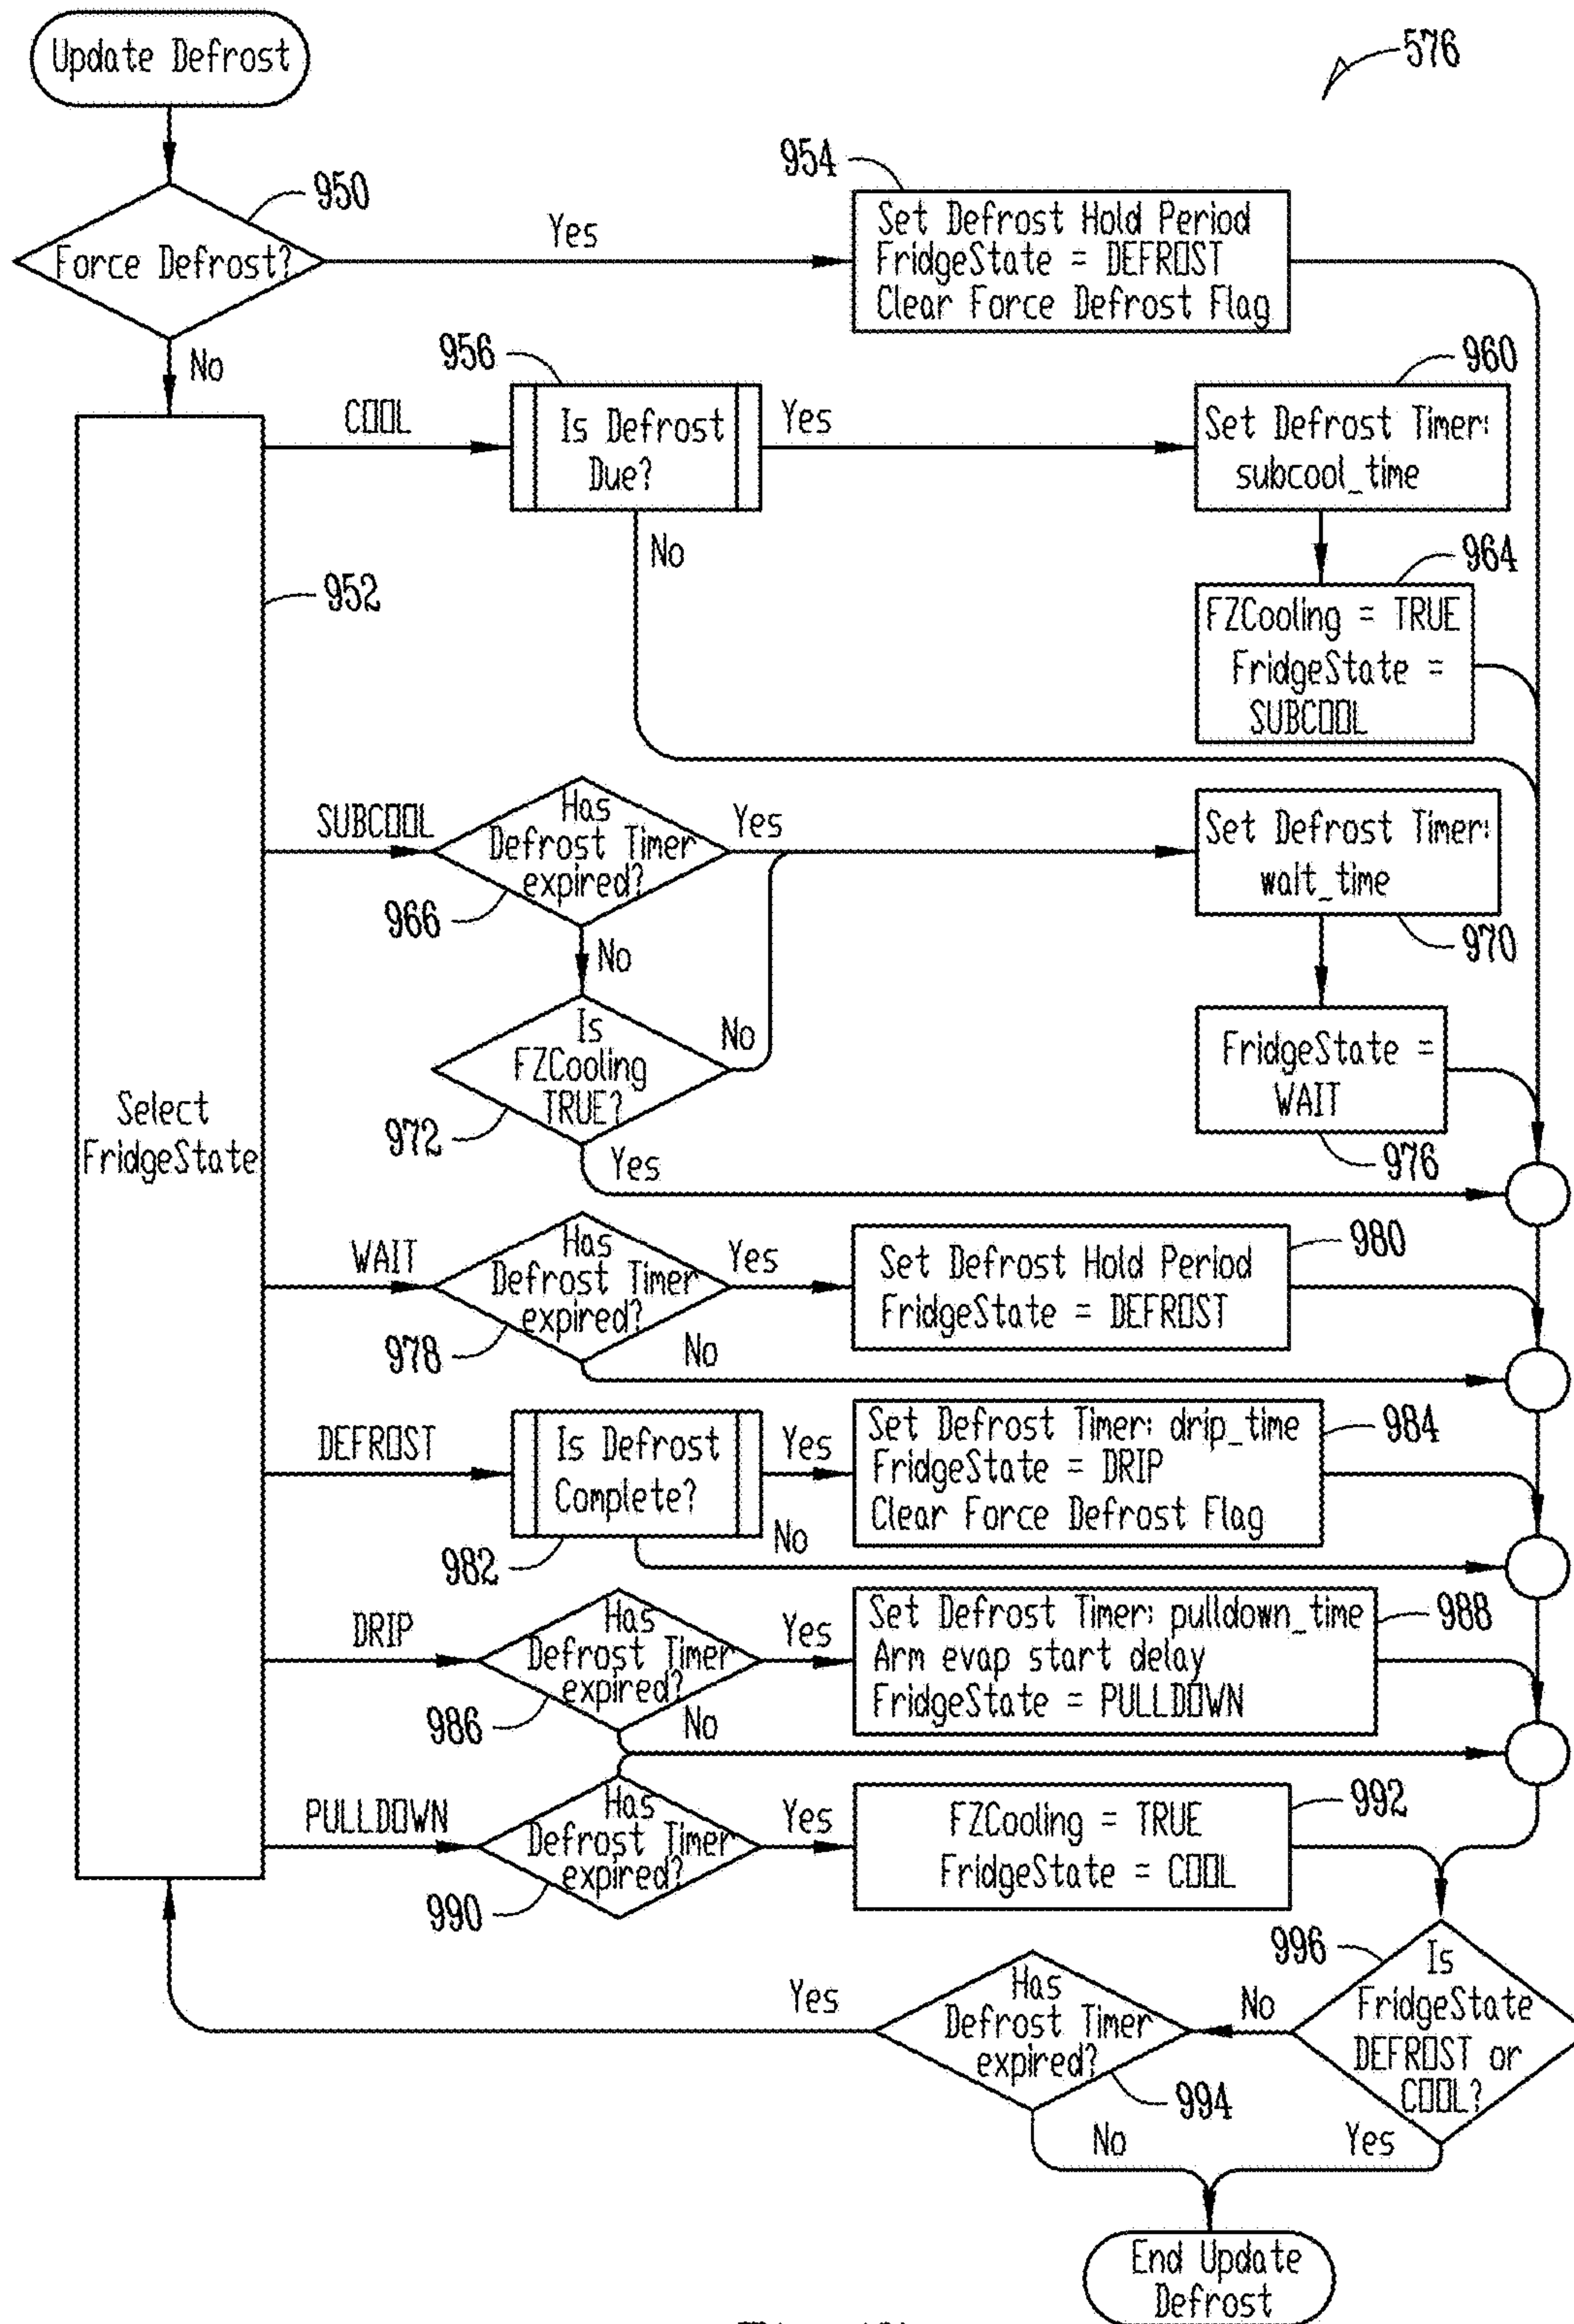 Update Defrost
576
950
Force Defrost?
Yes
No
954
Set Defrost Hold Period
FridgeState = DEFROST
Clear Force Defrost Flag
952
Select
FridgeState
COOL
956
Is Defrost
Due?
Yes
No
960
Set Defrost Timer:
subcool_time
964
FZCooling = TRUE
FridgeState =
SUBCOOL
SUBCOOL
Has
Defrost Timer
expired?
966
Yes
No
Is
FZCooling
TRUE?
972
No
Yes
Set Defrost Timer:
wait_time
970
FridgeState =
WAIT
976
WAIT
Has
Defrost Timer
expired?
978
Yes
No
980
Set Defrost Hold Period
FridgeState = DEFROST
DEFROST
Is Defrost
Complete?
982
Yes
No
984
Set Defrost Timer: drip_time
FridgeState = DRIP
Clear Force Defrost Flag
DRIP
Has
Defrost Timer
expired?
986
Yes
No
988
Set Defrost Timer: pulldown_time
Arm evap start delay
FridgeState = PULLDOWN
PULLDOWN
Has
Defrost Timer
expired?
990
Yes
992
FZCooling = TRUE
FridgeState = COOL
996
Is
FridgeState
DEFROST or
COOL?
No
Yes
Has
Defrost Timer
expired?
994
Yes
No
End Update
Defrost